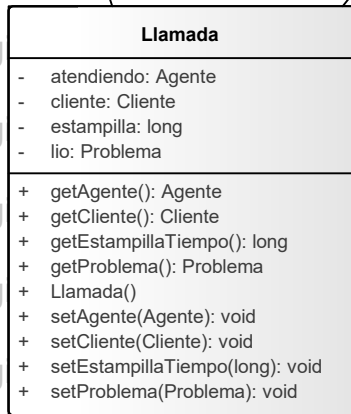 Llamada
- atendiendo: Agente
- cliente: Cliente
- estampilla: long
- lio: Problema
+ getAgente(): Agente
+ getCliente(): Cliente
+ getEstampillaTiempo(): long
+ getProblema(): Problema
+ Llamada()
+ setAgente(Agente): void
+ setCliente(Cliente): void
+ setEstampillaTiempo(long): void
+ setProblema(Problema): void